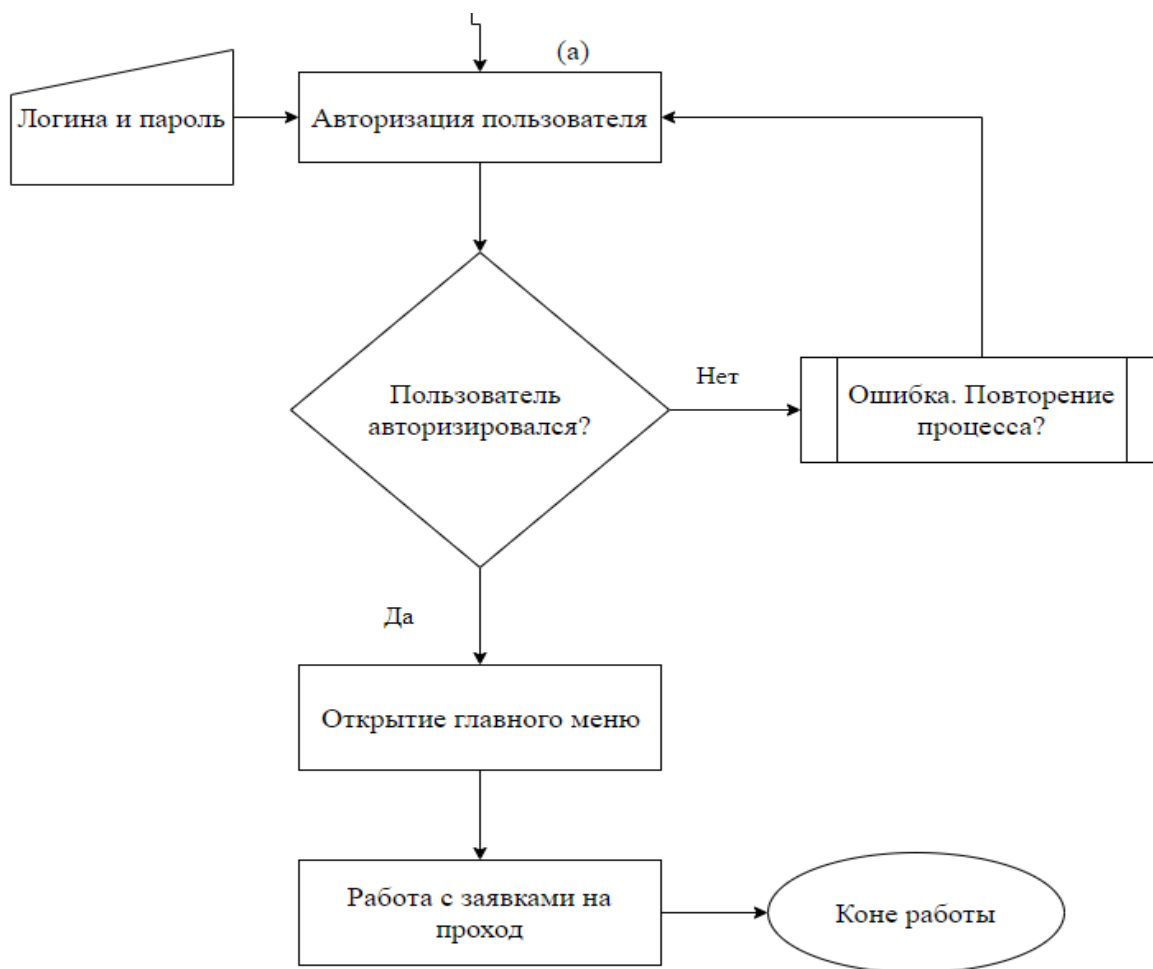 (а)
Логина и пароль
Авторизация пользователя
Пользователь
авторизировался?
Нет
Ошибка. Повторение
процесса?
Да
Открытие главного меню
Работа с заявками на
проход
Коне работы